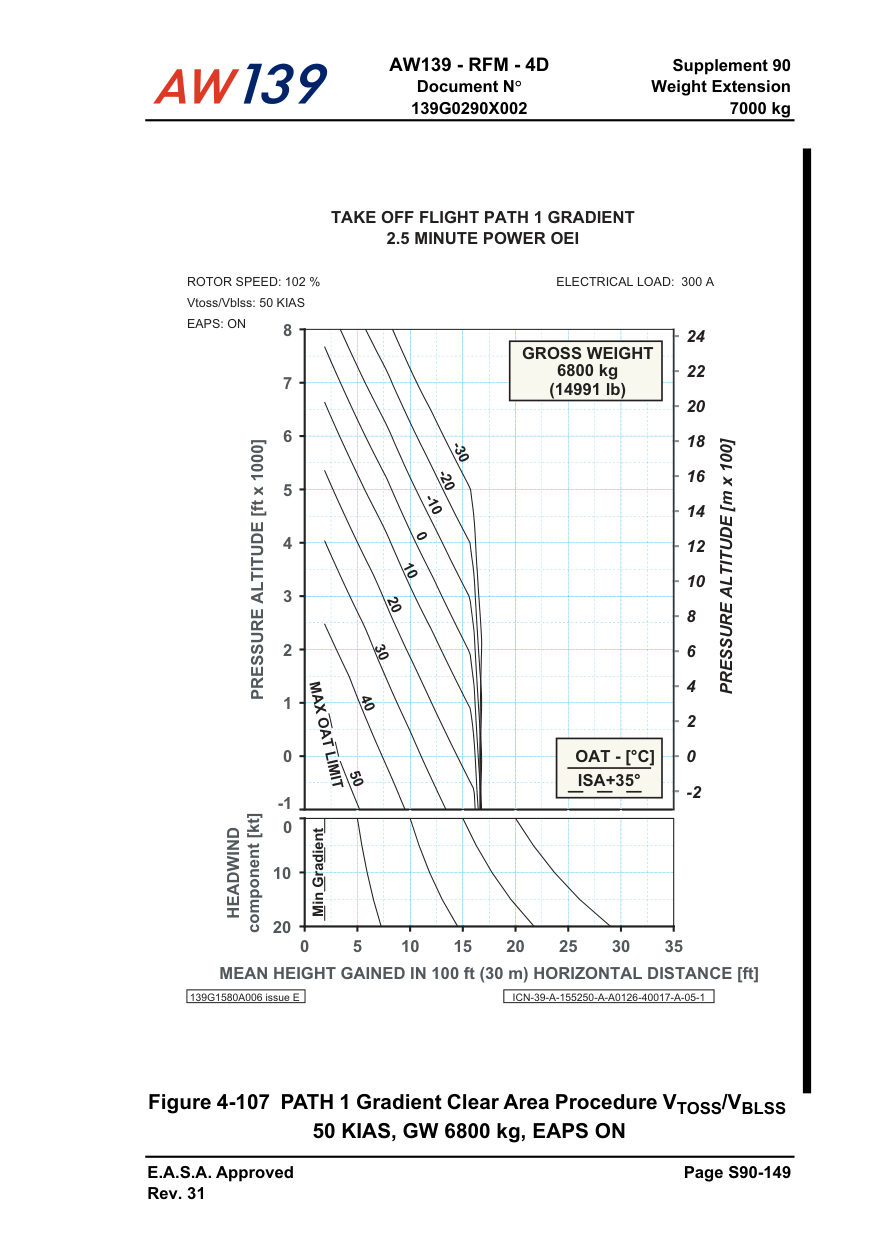 AW139
AW139 - RFM - 4D
Document N°
139G0290X002
Supplement 90
Weight Extension
7000 kg
TAKE OFF FLIGHT PATH 1 GRADIENT
2.5 MINUTE POWER OEI
ROTOR SPEED: 102 %
ELECTRICAL LOAD: 300 A
Vtoss/Vblss: 50 KIAS
EAPS: ON
GROSS WEIGHT
6800 kg
(14991 lb)
8
7
6
5
4
3
2
1
0
-1
PRESSURE ALTITUDE [ft x 1000]
24
22
20
18
16
14
12
10
8
6
4
2
0
-2
PRESSURE ALTITUDE [m x 100]
-30
-20
-10
0
10
20
30
40
50
MAX OAT LIMIT
OAT - [°C]
ISA+35°
HEADWIND
component [kt]
0
10
20
Min Gradient
0 5 10 15 20 25 30 35
MEAN HEIGHT GAINED IN 100 ft (30 m) HORIZONTAL DISTANCE [ft]
139G1580A006 issue E
ICN-39-A-155250-A-A0126-40017-A-05-1
Figure 4-107 PATH 1 Gradient Clear Area Procedure VTOSS/VBLSS
50 KIAS, GW 6800 kg, EAPS ON
E.A.S.A. Approved
Rev. 31
Page S90-149